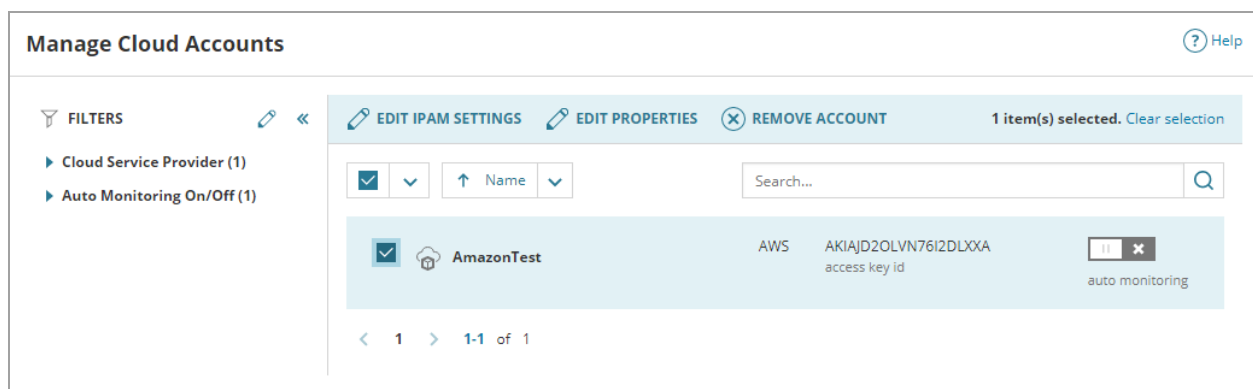 Manage Cloud Accounts
? Help
FILTERS
EDIT IPAM SETTINGS EDIT PROPERTIES REMOVE ACCOUNT 1 item(s) selected. Clear selection
Cloud Service Provider (1)
Auto Monitoring On/Off (1)
Name
Search...
AmazonTest
AWS
AKIAJD2OLVN76I2DLXXA
access key id
auto monitoring
1
1-1 of 1